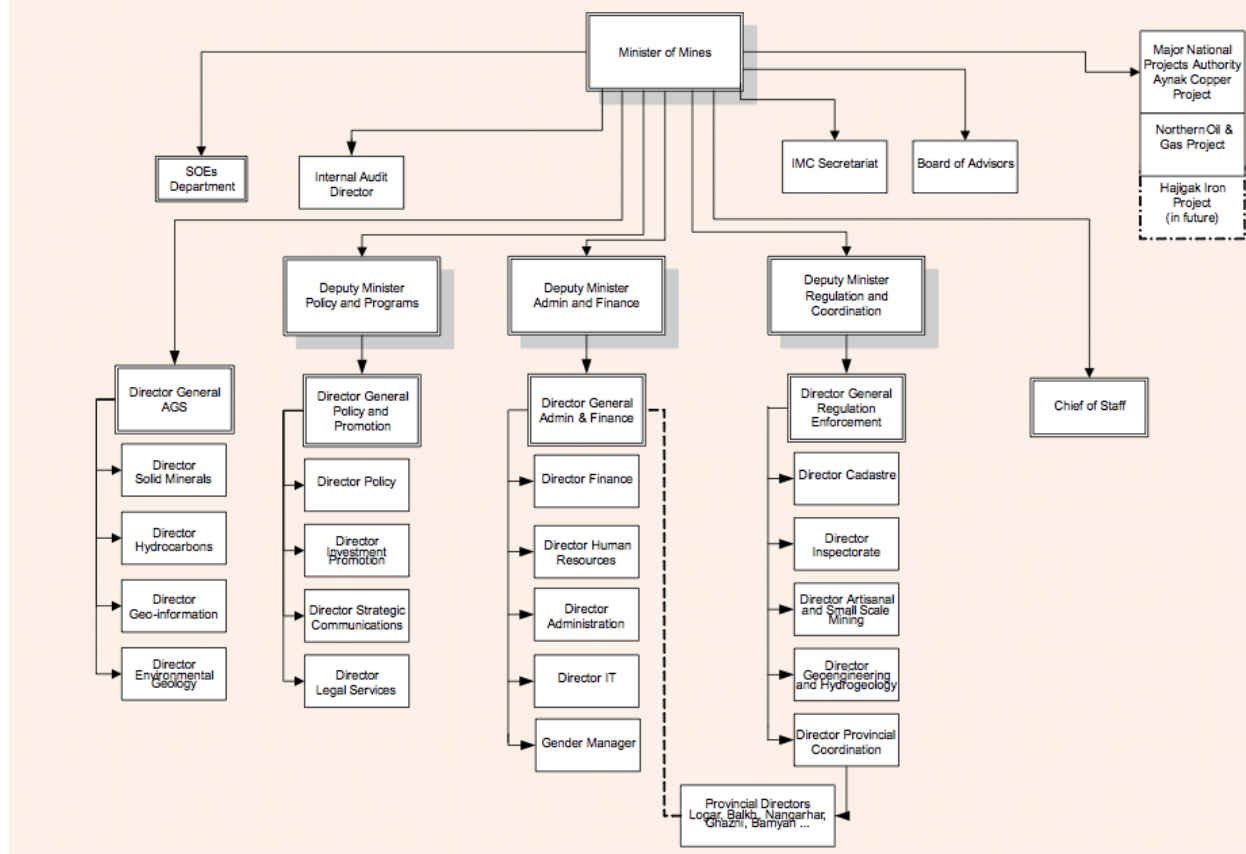 Minister of Mines
Major National
Projects Authority
Aynak Copper
Project
Northern Oil &
Gas Project
Hajigak Iron
Project
(in future)
SOEs
Department
Internal Audit
Director
IMC Secretariat
Board of Advisors
Deputy Minister
Policy and Programs
Deputy Minister
Admin and Finance
Deputy Minister
Regulation and
Coordination
Director General
AGS
Director General
Policy and
Promotion
Director General
Admin & Finance
Director General
Regulation
Enforcement
Chief of Staff
Director
Solid Minerals
Director
Hydrocarbons
Director
Geo-information
Director
Environmental
Geology
Director Policy
Director
Investment
Promotion
Director Strategic
Communications
Director
Legal Services
Director Finance
Director Human
Resources
Director
Administration
Director IT
Gender Manager
Director Cadastre
Director
Inspectorate
Director Artisanal
and Small Scale
Mining
Director
Geoengineering
and Hydrogeology
Director Provincial
Coordination
Provincial Directors
Logar, Balkh, Nangarhar,
Ghazni, Bamyan ...